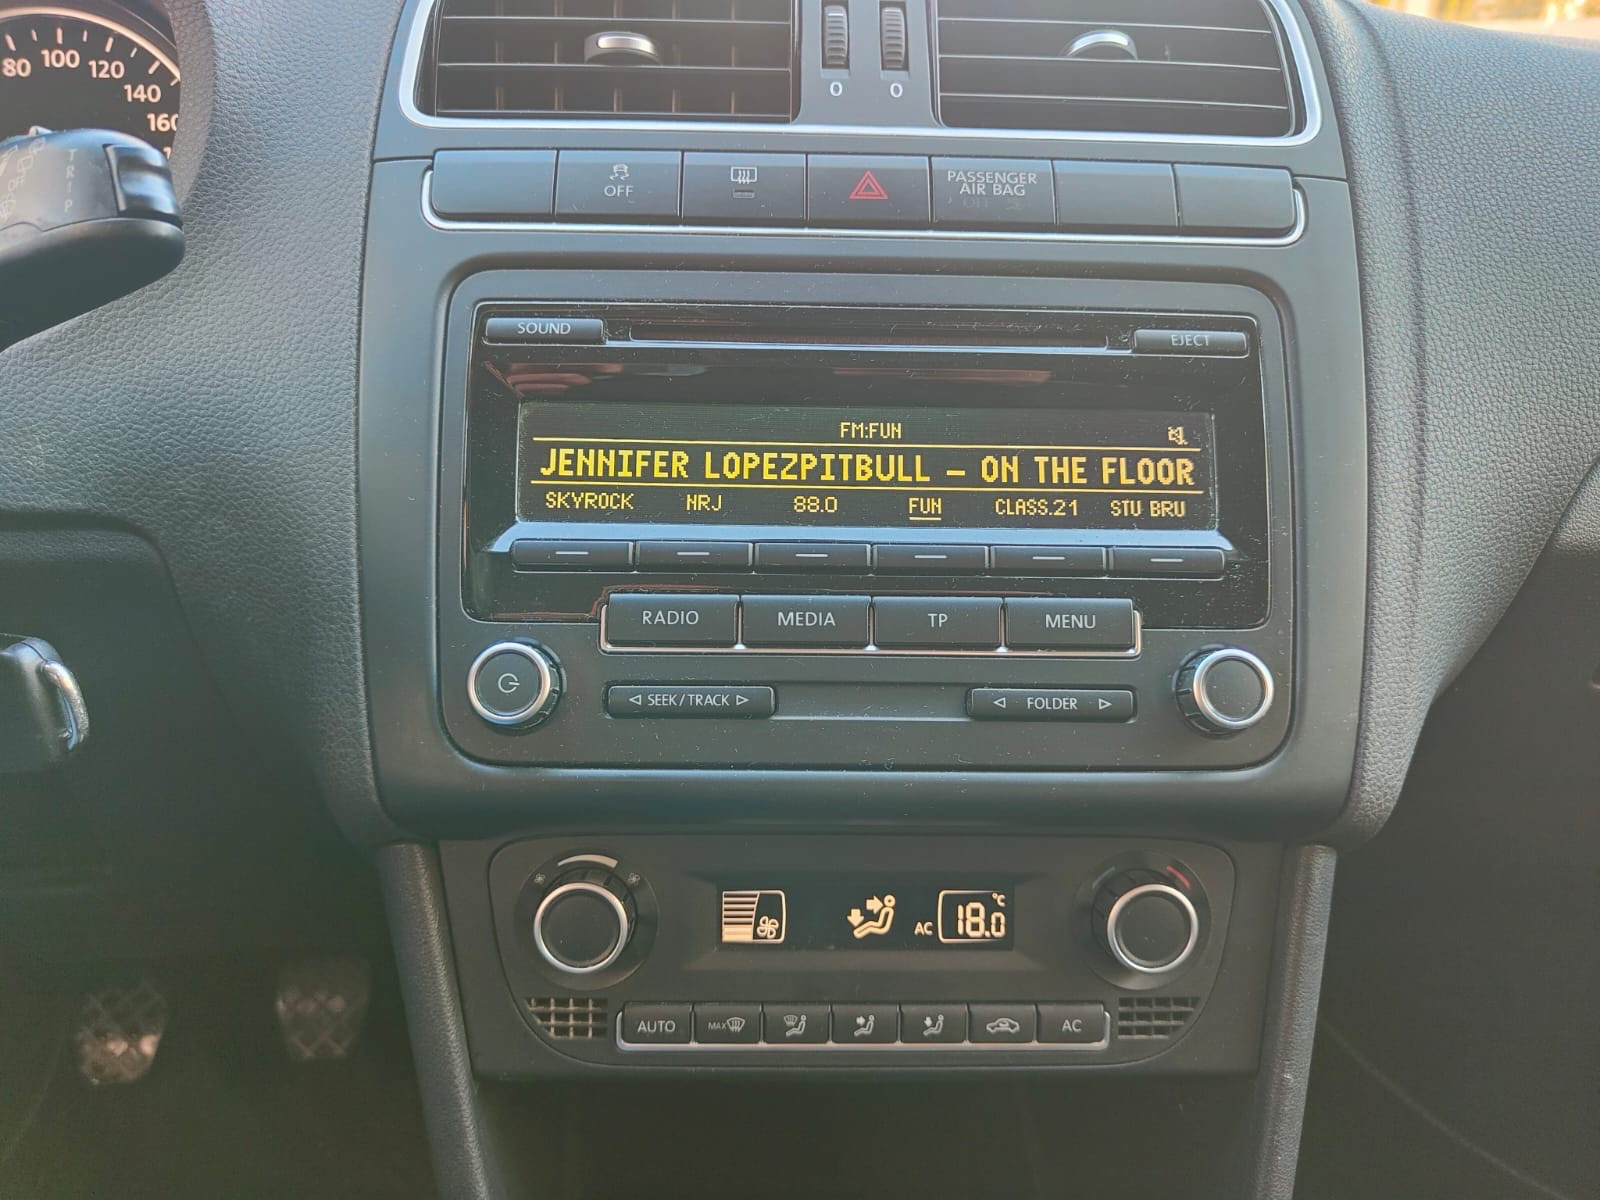 80 100 120
140
160
TRIP
OFF
0 0
OFF
PASSENGER
AIR BAG
OFF
SOUND
EJECT
FM:FUN
JENNIFER LOPEZPITBULL – ON THE FLOOR
SKYROCK NRJ 88.0 FUN CLASS.21 STU BRU
RADIO MEDIA TP MENU
◁ SEEK/TRACK ▷
◁ FOLDER ▷
AC 18.0 °C
AUTO MAX AC